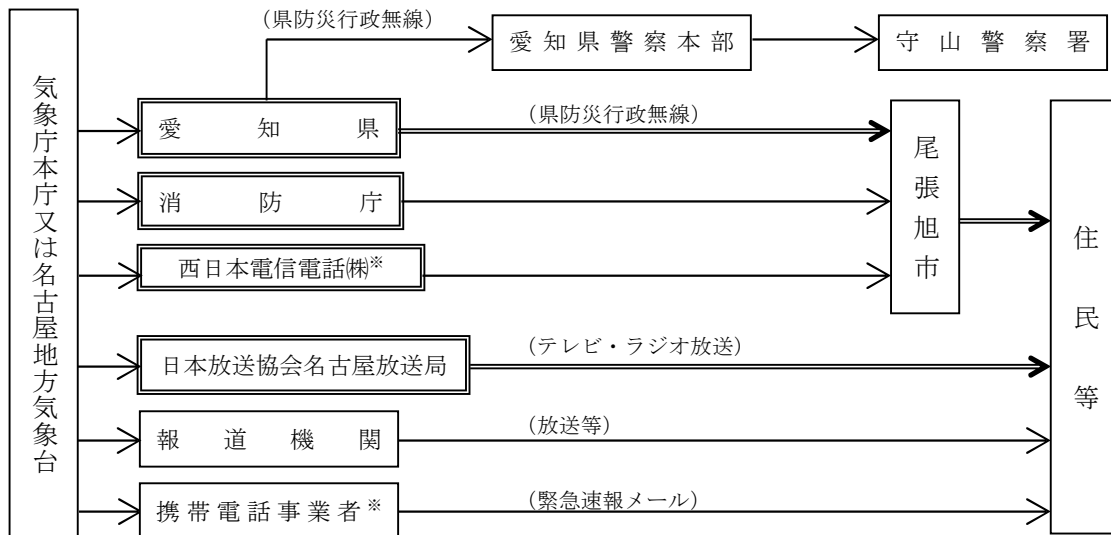 (県防災行政無線)
愛知県警察本部
守山警察署
気象庁本庁又は名古屋地方気象台
愛知県
(県防災行政無線)
消防庁
西日本電信電話㈱※
尾張旭市
日本放送協会名古屋放送局
(テレビ・ラジオ放送)
報道機関
(放送等)
携帯電話事業者※
(緊急速報メール)
住民等